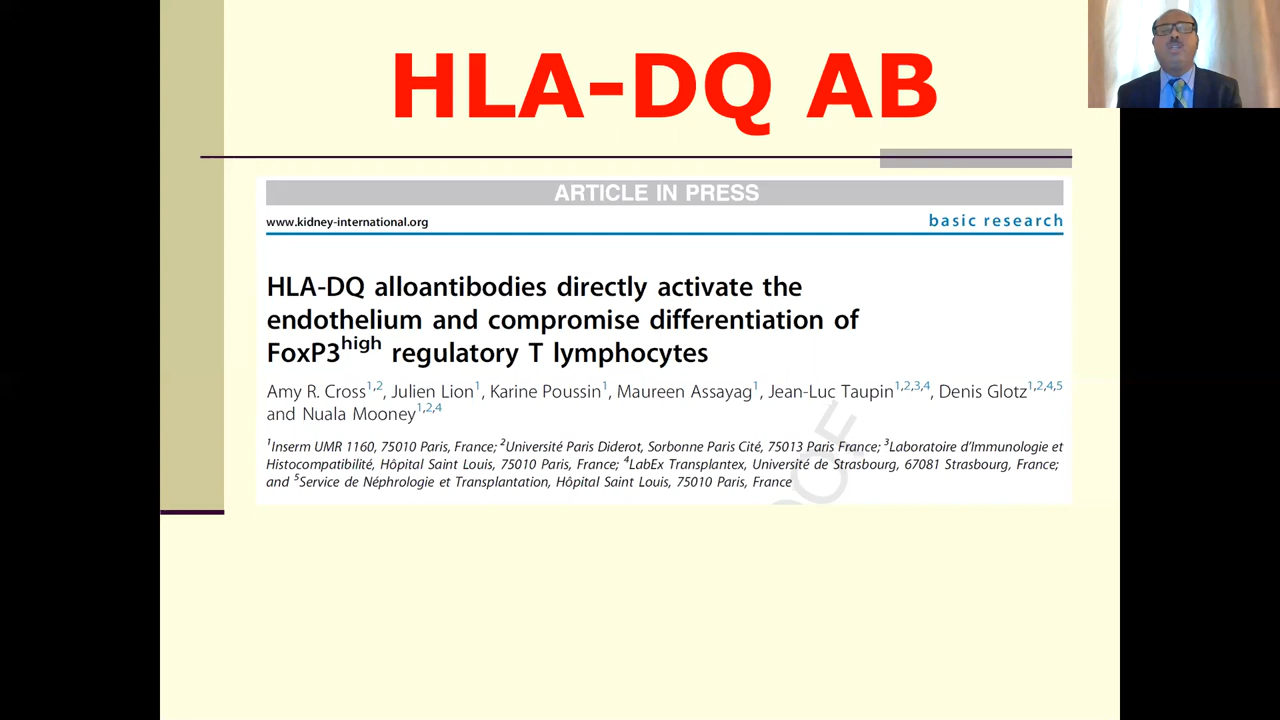 HLA-DQ AB
ARTICLE IN PRESS
www.kidney-international.org basic research
HLA-DQ alloantibodies directly activate the
endothelium and compromise differentiation of
FoxP3high regulatory T lymphocytes
Amy R. Cross1,2, Julien Lion1, Karine Poussin1, Maureen Assayag1, Jean-Luc Taupin1,2,3,4, Denis Glotz1,2,4,5
and Nuala Mooney1,2,4
1Inserm UMR 1160, 75010 Paris, France; 2Université Paris Diderot, Sorbonne Paris Cité, 75013 Paris France; 3Laboratoire d'Immunologie et
Histocompatibilité, Hôpital Saint Louis, 75010 Paris, France; 4LabEx Transplantex, Université de Strasbourg, 67081 Strasbourg, France;
and 5Service de Néphrologie et Transplantation, Hôpital Saint Louis, 75010 Paris, France